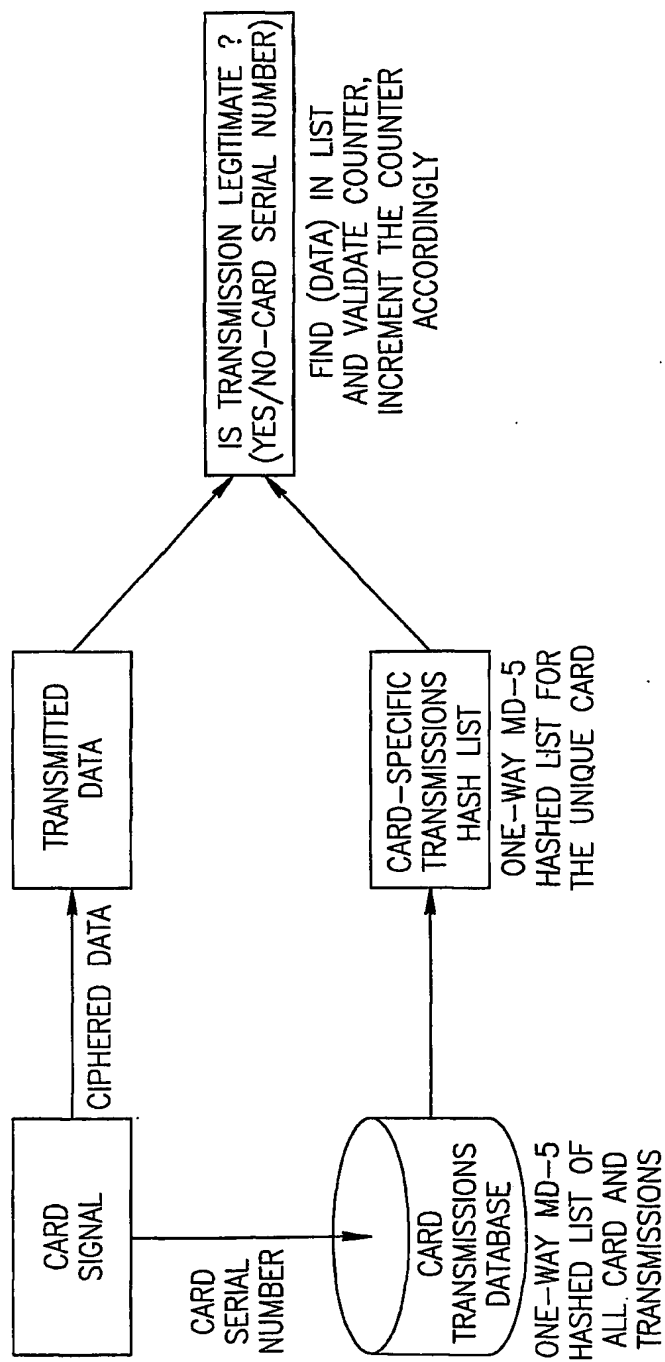 CARD
SIGNAL
CIPHERED DATA
TRANSMITTED
DATA
CARD
SERIAL
NUMBER
CARD
TRANSMISSIONS
DATABASE
ONE-WAY MD-5
HASHED LIST OF
ALL. CARD AND
TRANSMISSIONS
CARD-SPECIFIC
TRANSMISSIONS
HASH LIST
ONE-WAY MD-5
HASHED LIST FOR
THE UNIQUE CARD
IS TRANSMISSION LEGITIMATE ?
(YES/NO-CARD SERIAL NUMBER)
FIND (DATA) IN LIST
AND VALIDATE COUNTER,
INCREMENT THE COUNTER
ACCORDINGLY